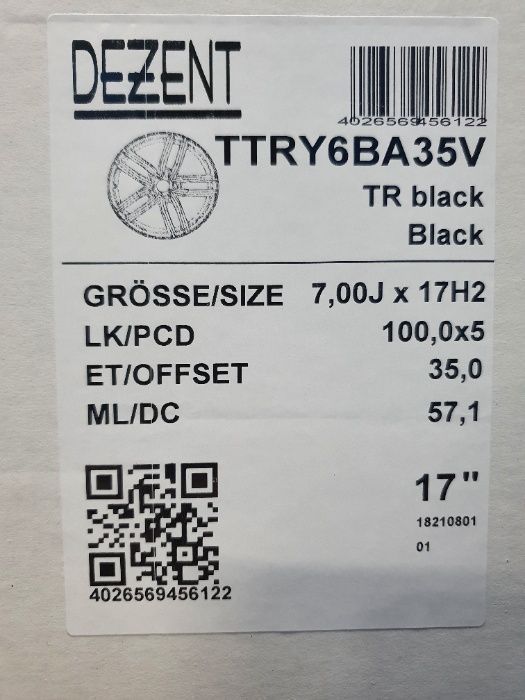 DEZENT
4026569456122
TTRY6BA35V
TR black
Black
GRÖSSE/SIZE 7,00J x 17H2
LK/PCD 100,0x5
ET/OFFSET 35,0
ML/DC 57,1
17"
18210801
01
4026569456122